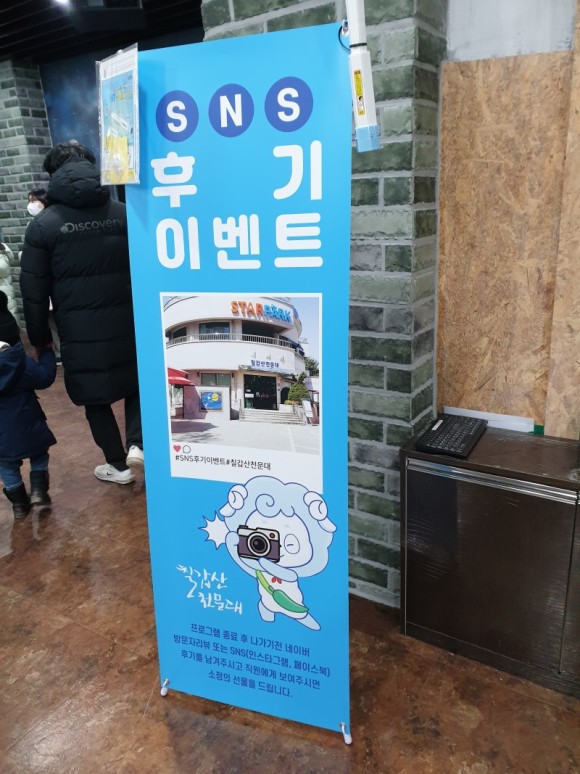 SNS
후기
이벤트
Discovery
STARPARK
칠갑산천문대
#SNS후기이벤트#칠갑산천문대
칠갑산
천문대
프로그램 종료 후 나가기전 네이버
방문자리뷰 또는 SNS(인스타그램, 페이스북)
후기를 남겨주시고 직원에게 보여주시면
소정의 선물을 드립니다.